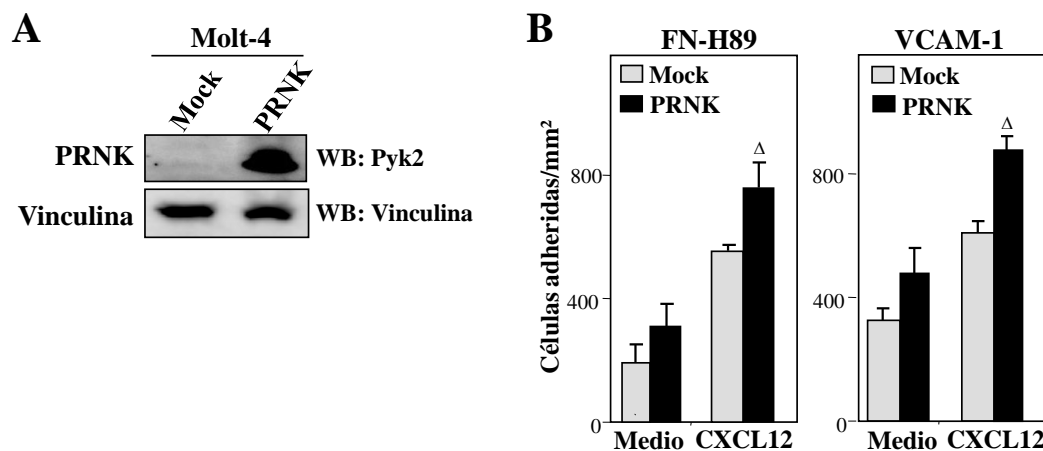 A
Molt-4
Mock
PRNK
PRNK
WB: Pyk2
Vinculina
WB: Vinculina
B
Células adheridas/mm²
FN-H89
Mock
PRNK
Δ
800
400
0
Medio
CXCL12
VCAM-1
Mock
PRNK
Δ
800
400
0
Medio
CXCL12